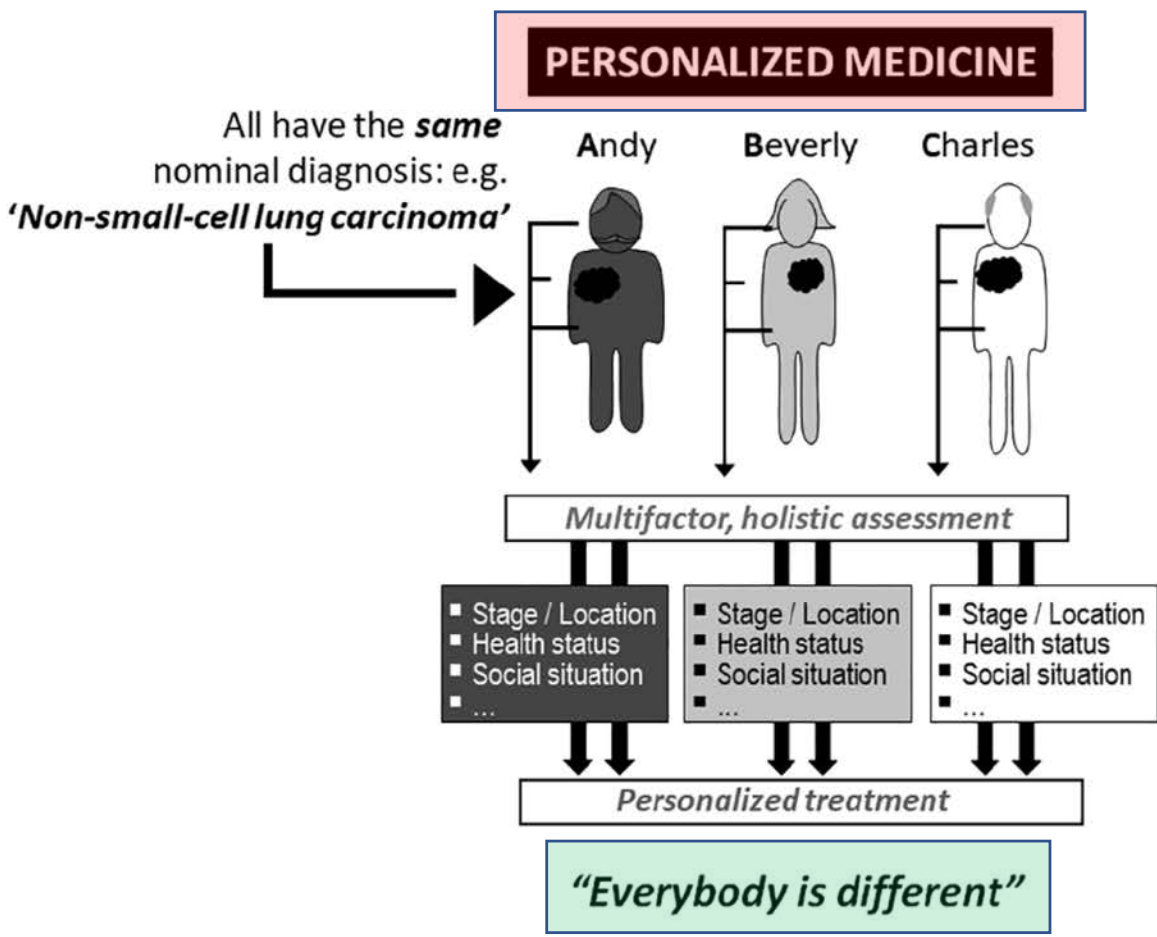 PERSONALIZED MEDICINE
All have the same
nominal diagnosis: e.g.
‘Non-small-cell lung carcinoma’
Andy
Beverly
Charles
Multifactor, holistic assessment
▪ Stage / Location
▪ Health status
▪ Social situation
▪ ...
▪ Stage / Location
▪ Health status
▪ Social situation
▪ ...
▪ Stage / Location
▪ Health status
▪ Social situation
▪ ...
Personalized treatment
“Everybody is different”